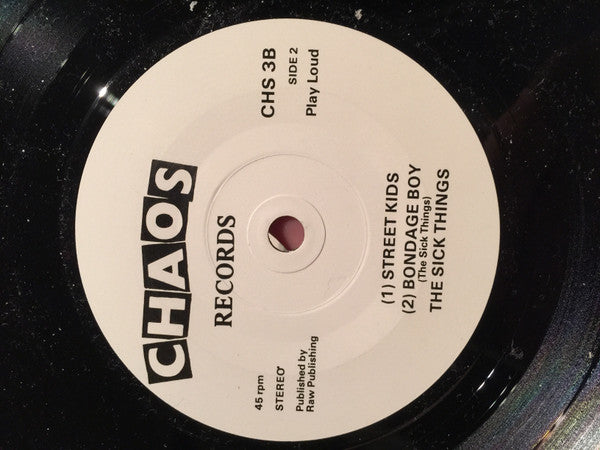 CHAOS
RECORDS
45 rpm
STEREO
Published by
Raw Publishing
CHS 3B
SIDE 2
Play Loud
(1) STREET KIDS
(2) BONDAGE BOY
(The Sick Things)
THE SICK THINGS